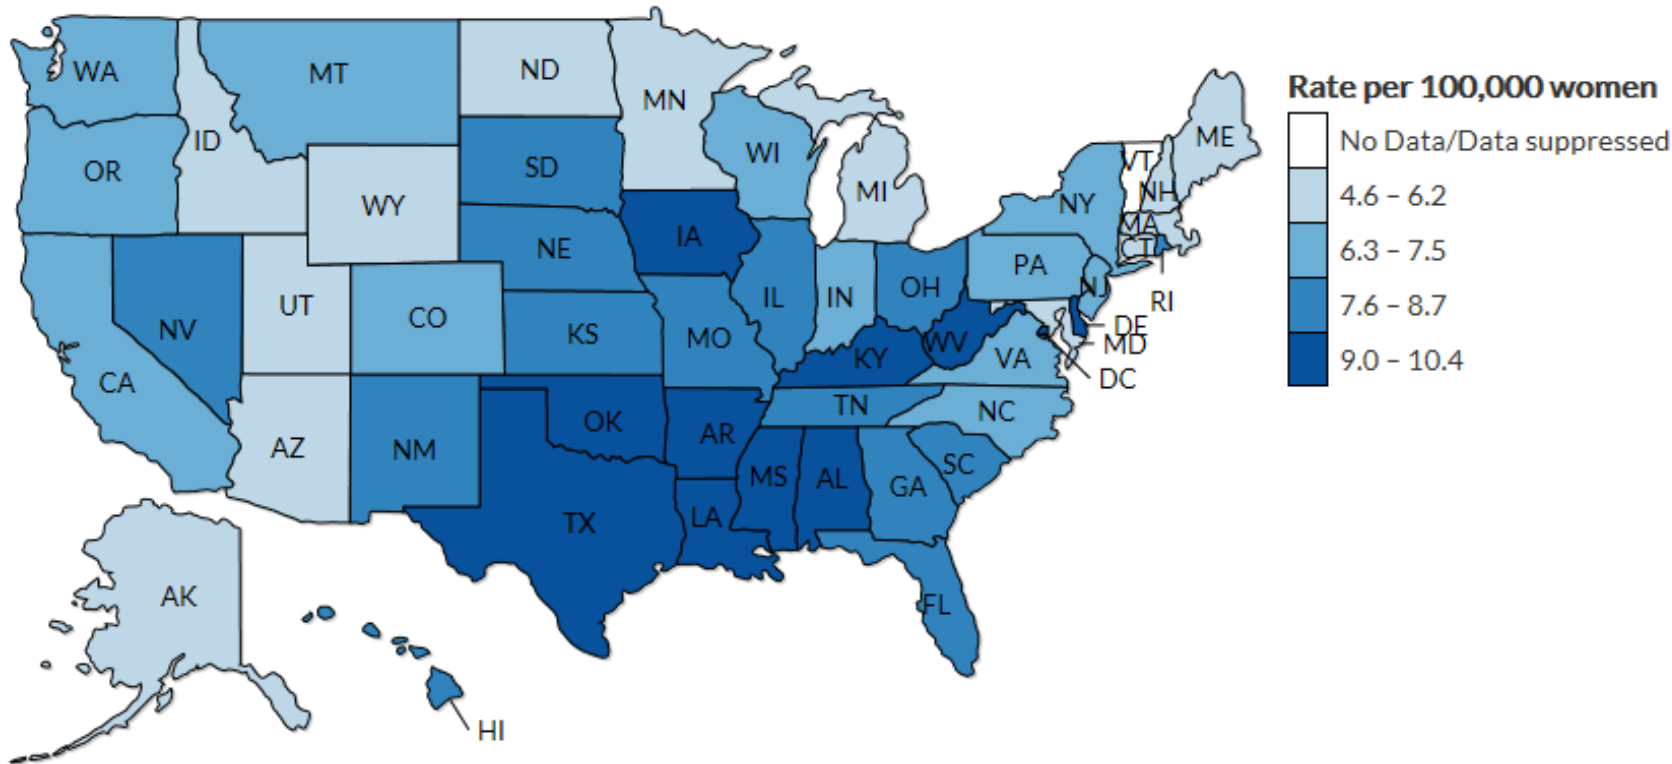 WA
MT
ND
MN
ID
OR
SD
WI
WY
MI
NY
VT
NH
ME
MA
CT
RI
IA
NE
PA
NJ
UT
NV
CO
KS
MO
IL
IN
OH
WV
VA
DE
MD
DC
KY
CA
AZ
NM
OK
AR
TN
NC
SC
MS
AL
GA
TX
LA
FL
AK
HI
Rate per 100,000 women
No Data/Data suppressed
4.6 – 6.2
6.3 – 7.5
7.6 – 8.7
9.0 – 10.4